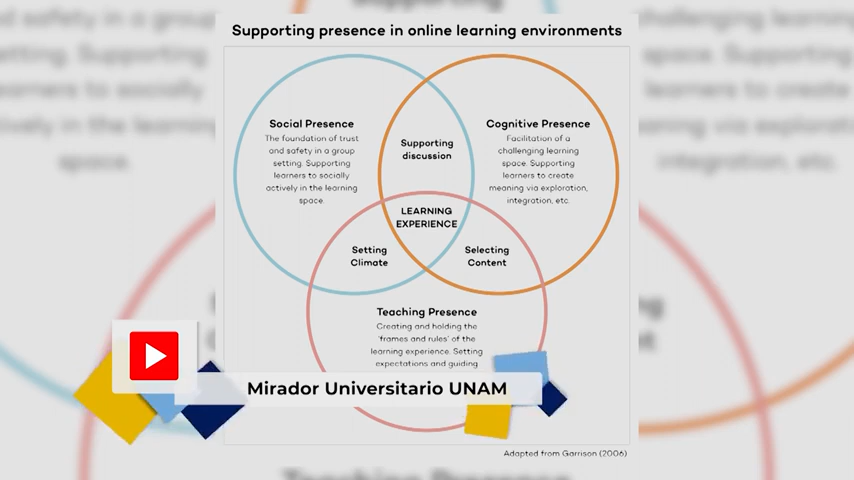 Supporting presence in online learning environments
Social Presence
The foundation of trust
and safety in a group
setting. Supporting
learners to socially
actively in the learning
space.
Supporting
discussion
Cognitive Presence
Facilitation of a
challenging learning
space. Supporting
learners to create
meaning via exploration,
integration, etc.
LEARNING
EXPERIENCE
Setting
Climate
Selecting
Content
Teaching Presence
Creating and holding the
'frames and rules' of the
learning experience. Setting
expectations and guiding
Mirador Universitario UNAM
Adapted from Garrison (2006)